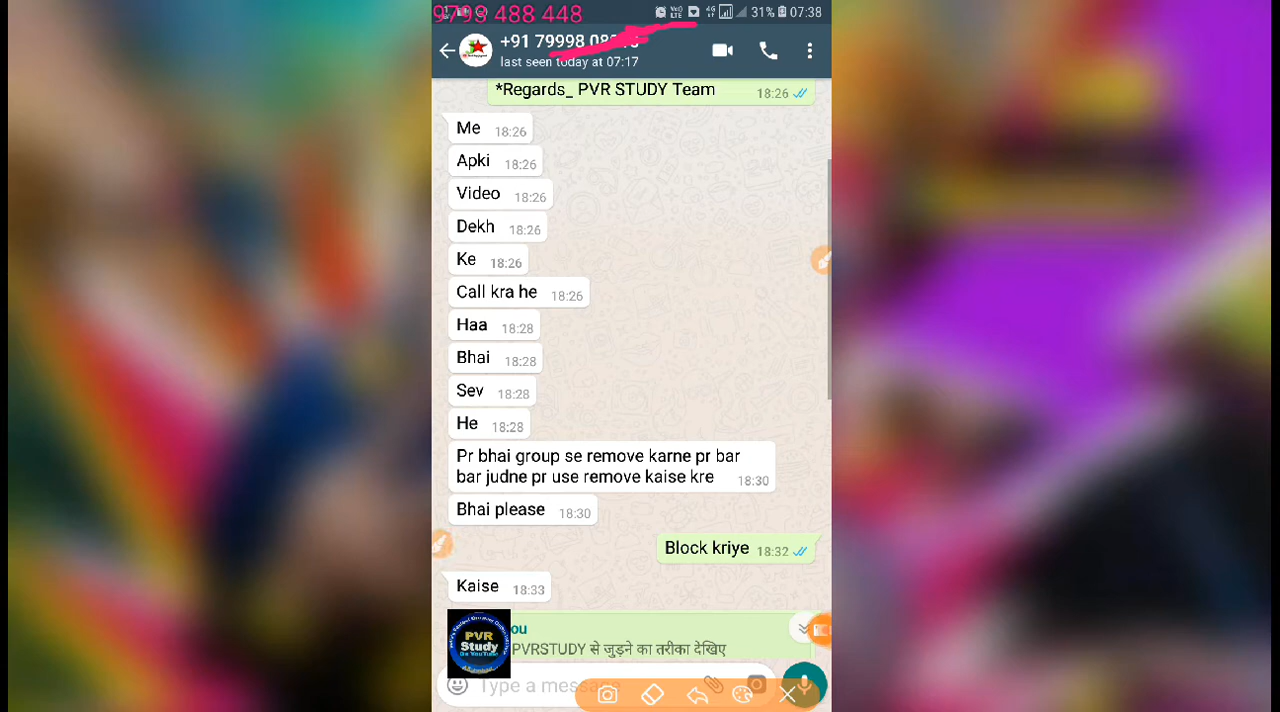 9793 488 448
31% 07:38
+91 79998
last seen today at 07:17
*Regards_ PVR STUDY Team 18:26
Me 18:26
Apki 18:26
Video 18:26
Dekh 18:26
Ke 18:26
Call kra he 18:26
Haa 18:28
Bhai 18:28
Sev 18:28
He 18:28
Pr bhai group se remove karne pr bar
bar judne pr use remove kaise kre 18:30
Bhai please 18:30
Block kriye 18:32
Kaise 18:33
ou
PVRSTUDY से जुड़ने का तरीका देखिए
PVR
Study
Type a message